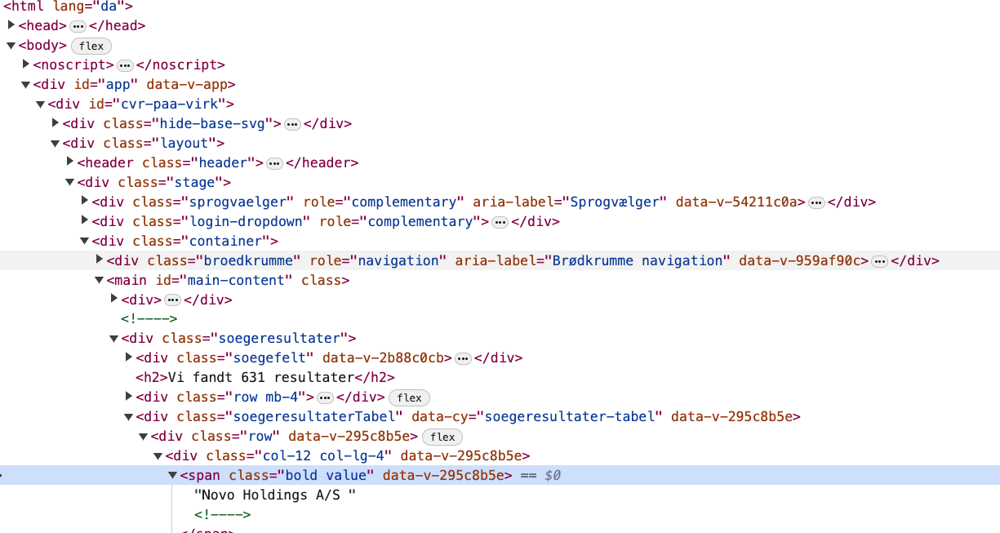 <html lang="da">
<head> ••• </head>
<body> flex
<noscript> ••• </noscript>
<div id="app" data-v-app>
<div id="cvr-paa-virk">
<div class="hide-base-svg"> ••• </div>
<div class="layout">
<header class="header"> ••• </header>
<div class="stage">
<div class="sprogvaelger" role="complementary" aria-label="Sprogvælger" data-v-54211c0a> ••• </div>
<div class="login-dropdown" role="complementary"> ••• </div>
<div class="container">
<div class="broedkrumme" role="navigation" aria-label="Brødkrumme navigation" data-v-959af90c> ••• </div>
<main id="main-content" class>
<div> ••• </div>
<!---->
<div class="soegeresultater">
<div class="soegefelt" data-v-2b88c0cb> ••• </div>
<h2>Vi fandt 631 resultater</h2>
<div class="row mb-4"> ••• </div> flex
<div class="soegeresultaterTabel" data-cy="soegeresultater-tabel" data-v-295c8b5e>
<div class="row" data-v-295c8b5e> flex
<div class="col-12 col-lg-4" data-v-295c8b5e>
<span class="bold value" data-v-295c8b5e> == $0
"Novo Holdings A/S "
<!---->
</span>